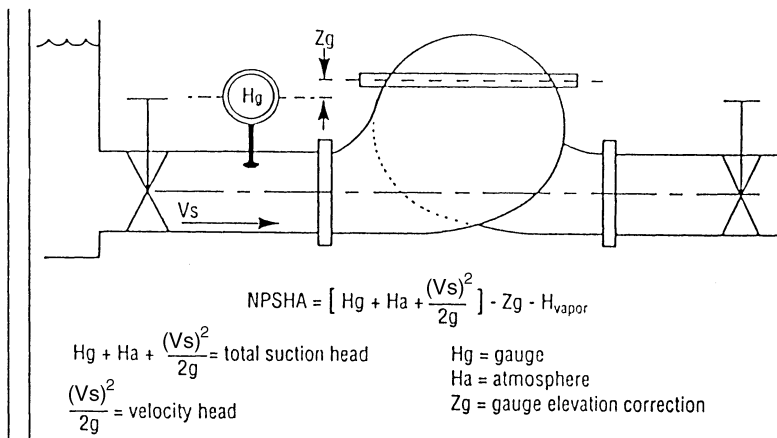 Zg
Hg
Vs
NPSHA = [ Hg + Ha + (Vs)²/2g ] - Zg - Hvapor
Hg + Ha + (Vs)²/2g = total suction head
(Vs)²/2g = velocity head
Hg = gauge
Ha = atmosphere
Zg = gauge elevation correction